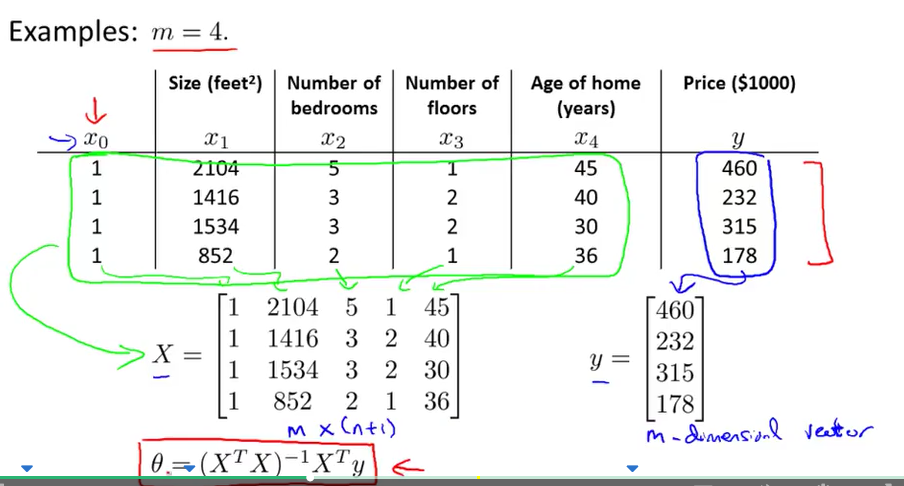 Examples: m = 4.
Size (feet²) Number of bedrooms Number of floors Age of home (years) Price ($1000)
x₀ x₁ x₂ x₃ x₄ y
1 2104 5 1 45 460
1 1416 3 2 40 232
1 1534 3 2 30 315
1 852 2 1 36 178
X = [1 2104 5 1 45
1 1416 3 2 40
1 1534 3 2 30
1 852 2 1 36]
y = [460
232
315
178]
m x (n+1)
m-dimensional vector
θ = (XᵀX)⁻¹Xᵀy